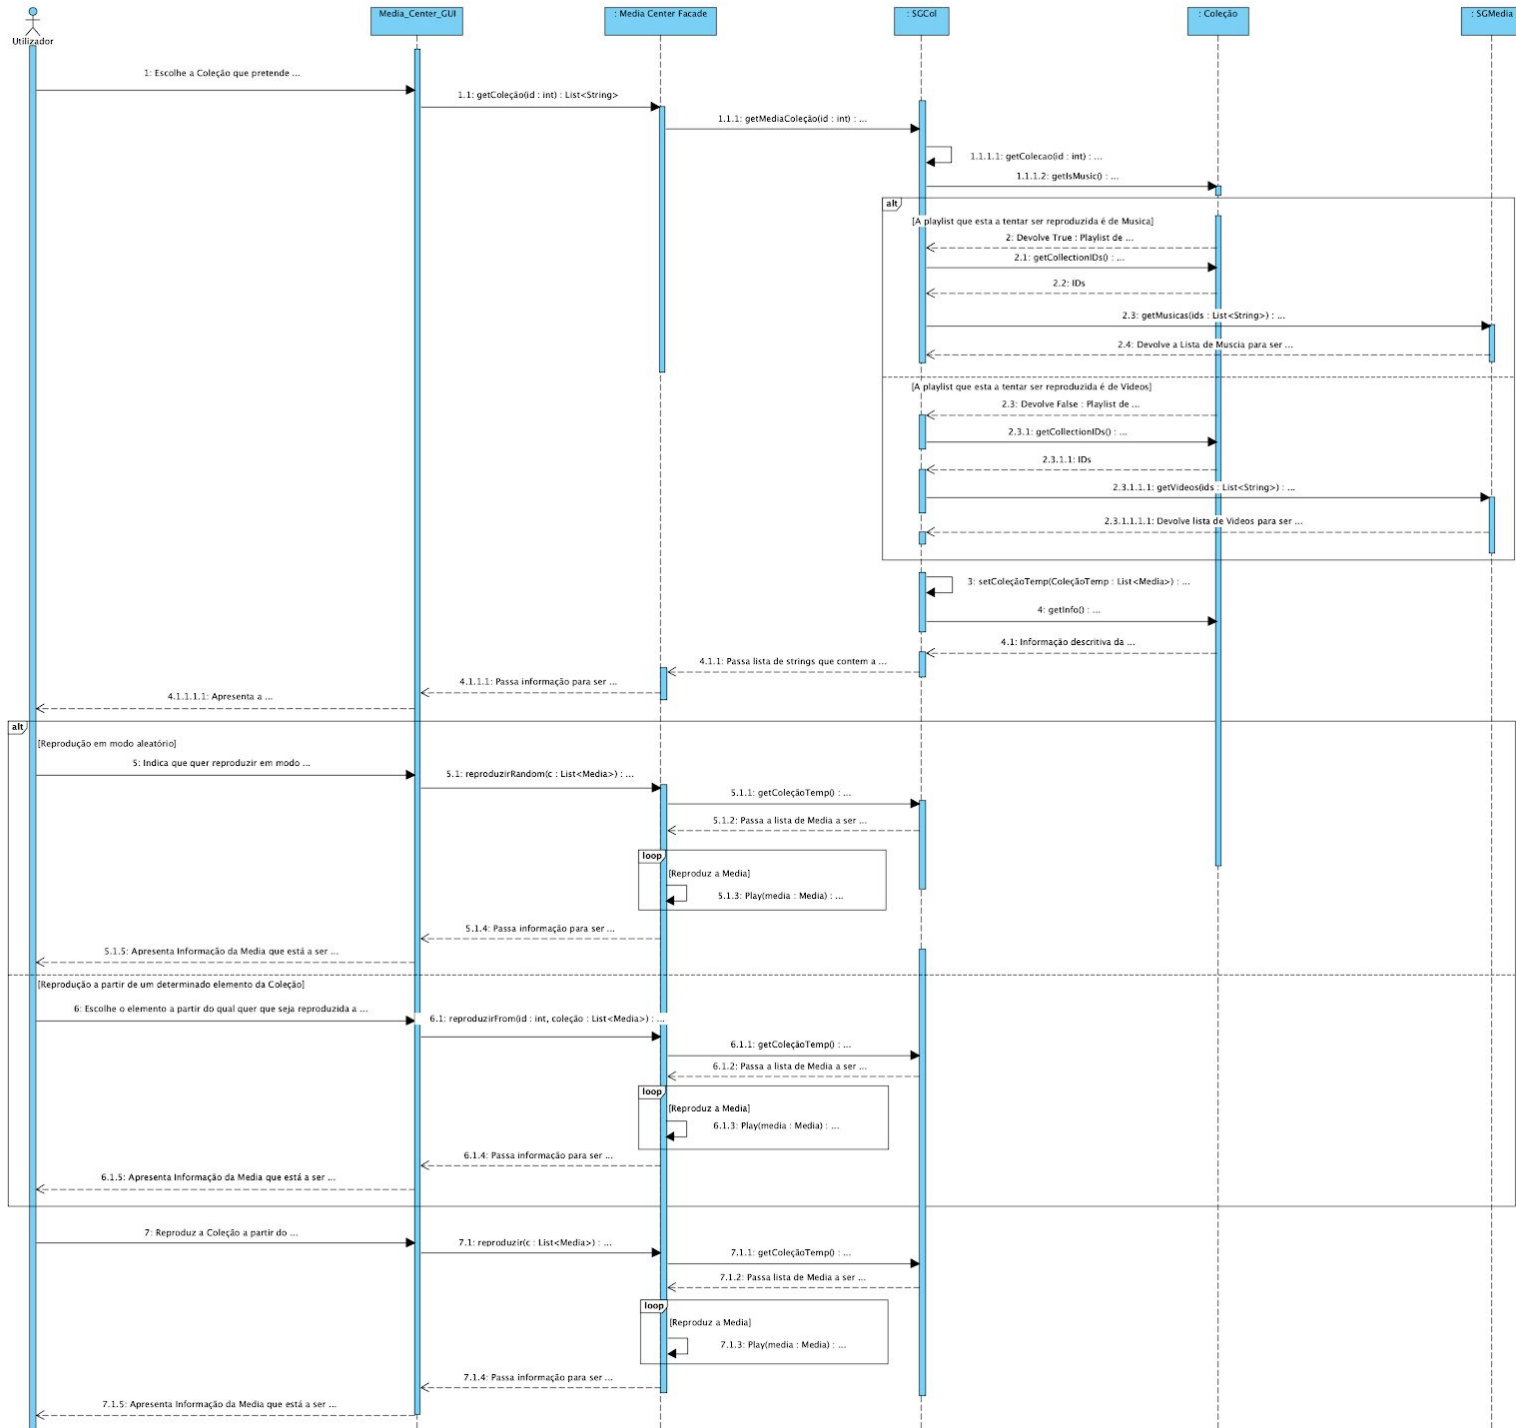 Utilizador
Media_Center_GUI
: Media Center Facade
: SGCol
: Coleção
: SGMedia
1: Escolhe a Coleção que pretende ...
1.1: getColeção(id : int) : List<String>
1.1.1: getMediaColeção(id : int) : ...
1.1.1.1: getColecao(id : int) : ...
1.1.1.2: getIsMusic() : ...
alt
[A playlist que esta a tentar ser reproduzida é de Musica]
2: Devolve True : Playlist de ...
2.1: getCollectionIDs() : ...
2.2: IDs
2.3: getMusicas(ids : List<String>) : ...
2.4: Devolve a Lista de Muscia para ser ...
[A playlist que esta a tentar ser reproduzida é de Videos]
2.3: Devolve False : Playlist de ...
2.3.1: getCollectionIDs() : ...
2.3.1.1: IDs
2.3.1.1.1: getVideos(ids : List<String>) : ...
2.3.1.1.1.1: Devolve lista de Videos para ser ...
3: setColeçãoTemp(ColeçãoTemp : List<Media>) : ...
4: getInfo() : ...
4.1: Informação descritiva da ...
4.1.1: Passa lista de strings que contem a ...
4.1.1.1: Passa informação para ser ...
4.1.1.1.1: Apresenta a ...
alt
[Reprodução em modo aleatório]
5: Indica que quer reproduzir em modo ...
5.1: reproduzirRandom(c : List<Media>) : ...
5.1.1: getColeçãoTemp() : ...
5.1.2: Passa a lista de Media a ser ...
loop
[Reproduz a Media]
5.1.3: Play(media : Media) : ...
5.1.4: Passa informação para ser ...
5.1.5: Apresenta Informação da Media que está a ser ...
[Reprodução a partir de um determinado elemento da Coleção]
6: Escolhe o elemento a partir do qual quer que seja reproduzida a ...
6.1: reproduzirFrom(id : int, coleção : List<Media>) : ...
6.1.1: getColeçãoTemp() : ...
6.1.2: Passa a lista de Media a ser ...
loop
[Reproduz a Media]
6.1.3: Play(media : Media) : ...
6.1.4: Passa informação para ser ...
6.1.5: Apresenta Informação da Media que está a ser ...
7: Reproduz a Coleção a partir do ...
7.1: reproduzir(c : List<Media>) : ...
7.1.1: getColeçãoTemp() : ...
7.1.2: Passa lista de Media a ser ...
loop
[Reproduz a Media]
7.1.3: Play(media : Media) : ...
7.1.4: Passa informação para ser ...
7.1.5: Apresenta Informação da Media que está a ser ...